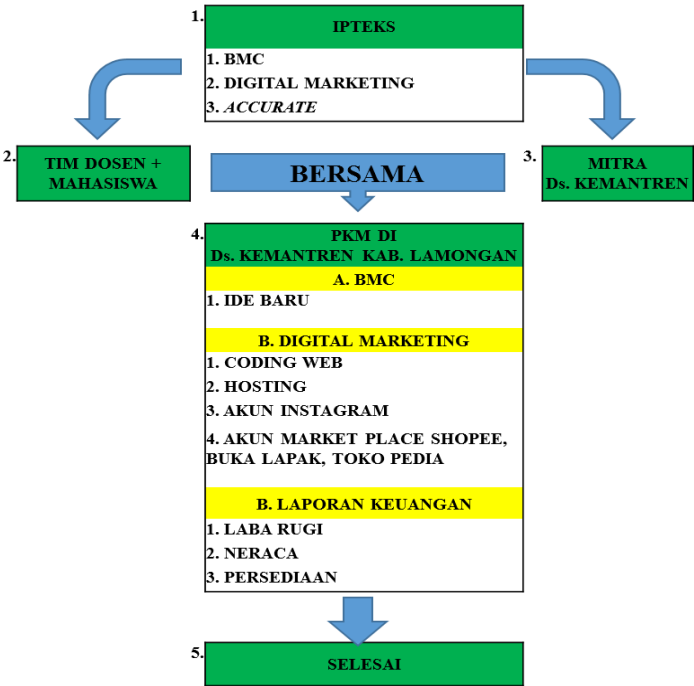 1.
IPTEKS
1. BMC
2. DIGITAL MARKETING
3. ACCURATE
2.
TIM DOSEN +
MAHASISWA
BERSAMA
3.
MITRA
Ds. KEMANTREN
4.
PKM DI
Ds. KEMANTREN KAB. LAMONGAN
A. BMC
1. IDE BARU
B. DIGITAL MARKETING
1. CODING WEB
2. HOSTING
3. AKUN INSTAGRAM
4. AKUN MARKET PLACE SHOPEE,
BUKA LAPAK, TOKO PEDIA
B. LAPORAN KEUANGAN
1. LABA RUGI
2. NERACA
3. PERSEDIAAN
5.
SELESAI